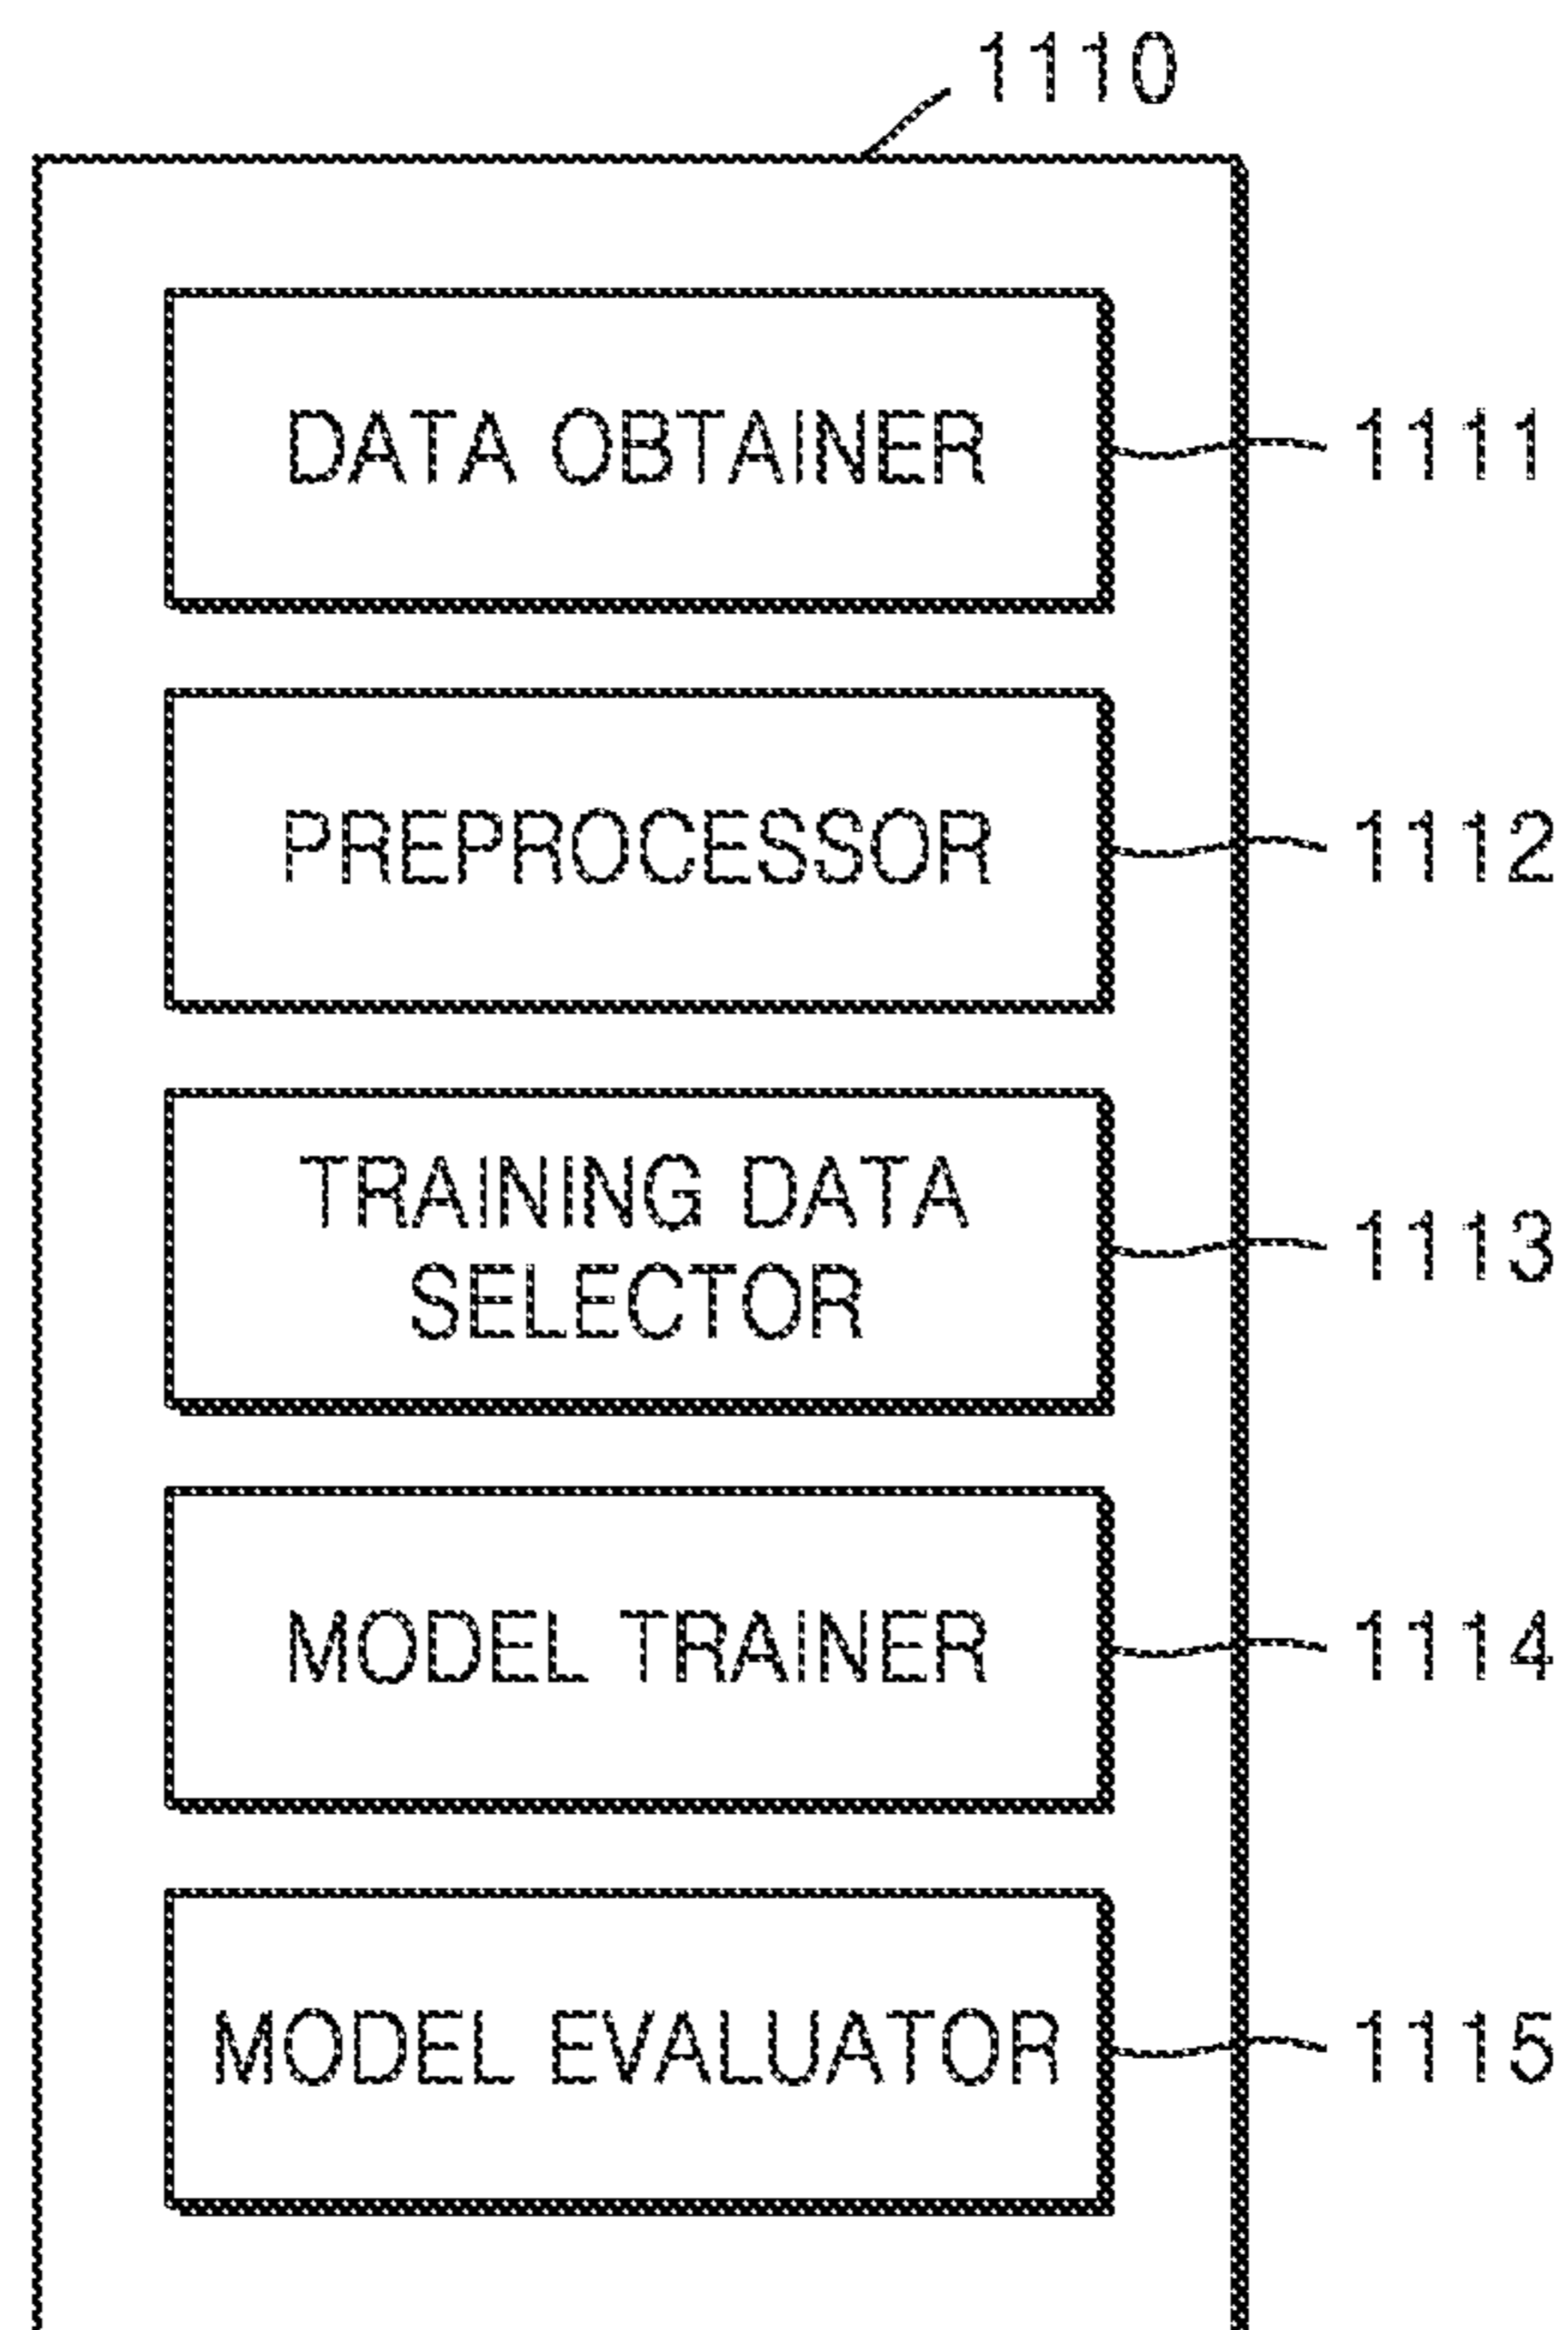 1110
DATA OBTAINER
1111
PREPROCESSOR
1112
TRAINING DATA
SELECTOR
1113
MODEL TRAINER
1114
MODEL EVALUATOR
1115